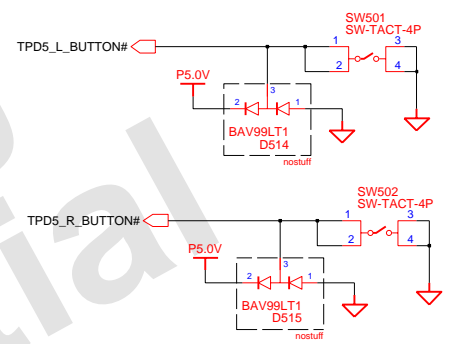 SW501
SW-TACT-4P
TPD5_L_BUTTON#
1
3
2
4
P5.0V
3
2
1
BAV99LT1
D514
nostuff
SW502
SW-TACT-4P
TPD5_R_BUTTON#
1
3
2
4
P5.0V
3
2
1
BAV99LT1
D515
nostuff